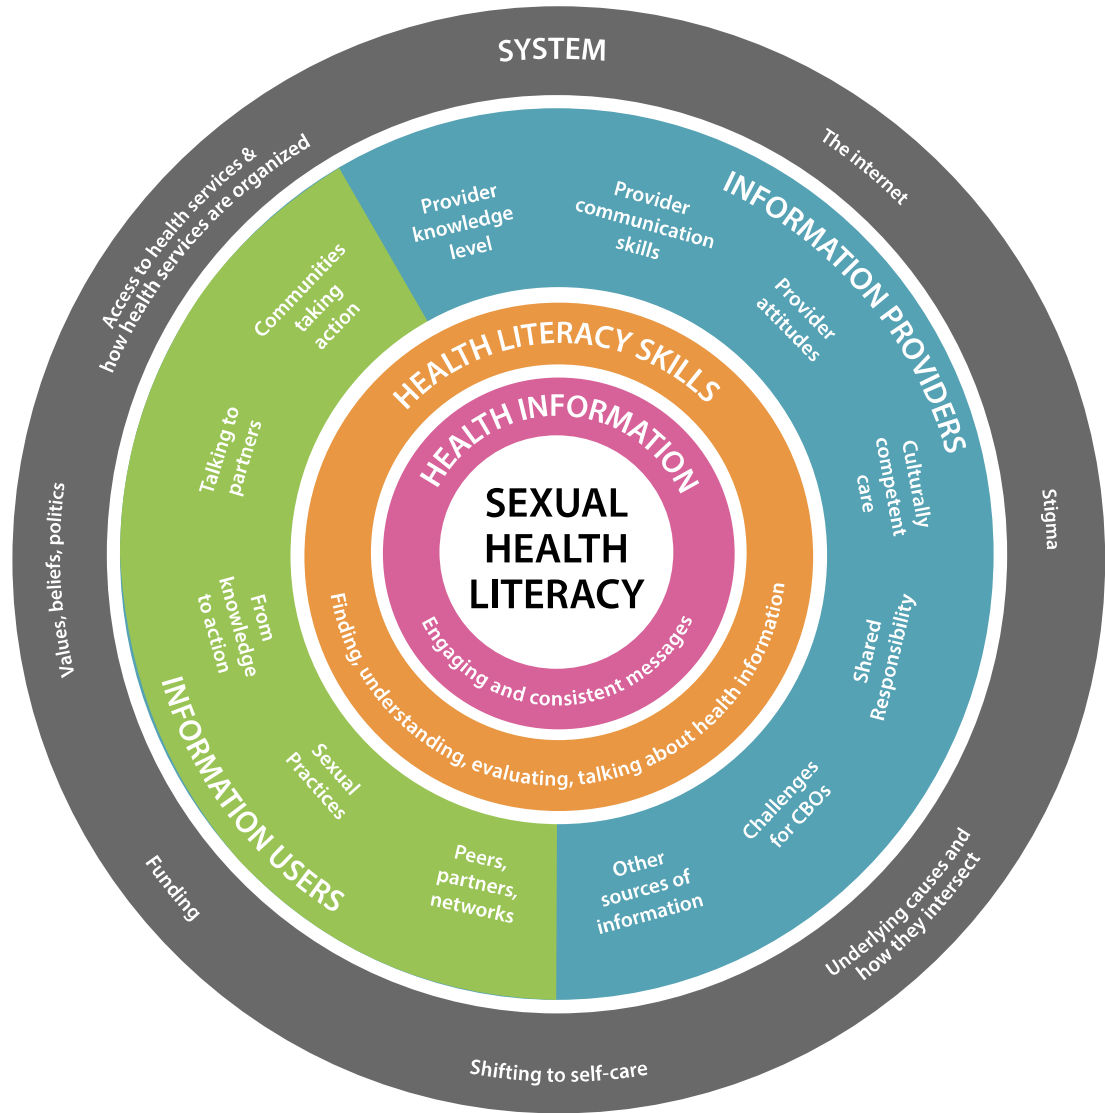 SYSTEM
The internet
Stigma
Underlying causes and
how they intersect
Shifting to self-care
Funding
Values, beliefs, politics
Access to health services &
how health services are organized
INFORMATION PROVIDERS
Provider
knowledge
level
Provider
communication
skills
Provider
attitudes
Culturally
competent
care
Shared
Responsibility
Challenges
for CBOs
Other
sources of
information
INFORMATION USERS
Peers,
partners,
networks
Sexual
Practices
From
knowledge
to action
Talking to
partners
Communities
taking
action
HEALTH LITERACY SKILLS
Finding, understanding, evaluating, talking about health information
HEALTH INFORMATION
Engaging and consistent messages
SEXUAL
HEALTH
LITERACY